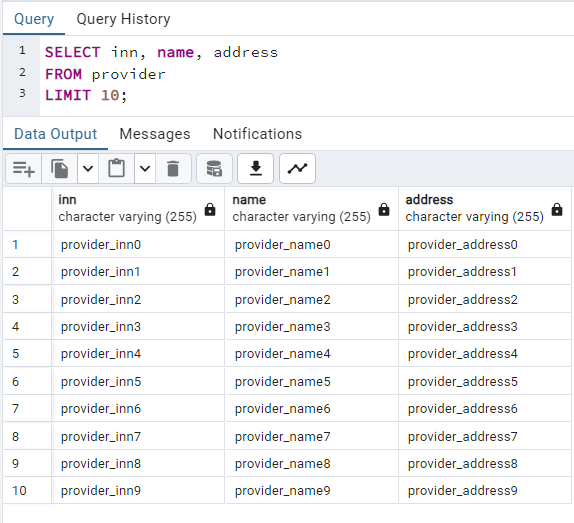 Query Query History
1 SELECT inn, name, address
2 FROM provider
3 LIMIT 10;
Data Output Messages Notifications
inn name address
character varying (255) character varying (255) character varying (255)
1 provider_inn0 provider_name0 provider_address0
2 provider_inn1 provider_name1 provider_address1
3 provider_inn2 provider_name2 provider_address2
4 provider_inn3 provider_name3 provider_address3
5 provider_inn4 provider_name4 provider_address4
6 provider_inn5 provider_name5 provider_address5
7 provider_inn6 provider_name6 provider_address6
8 provider_inn7 provider_name7 provider_address7
9 provider_inn8 provider_name8 provider_address8
10 provider_inn9 provider_name9 provider_address9